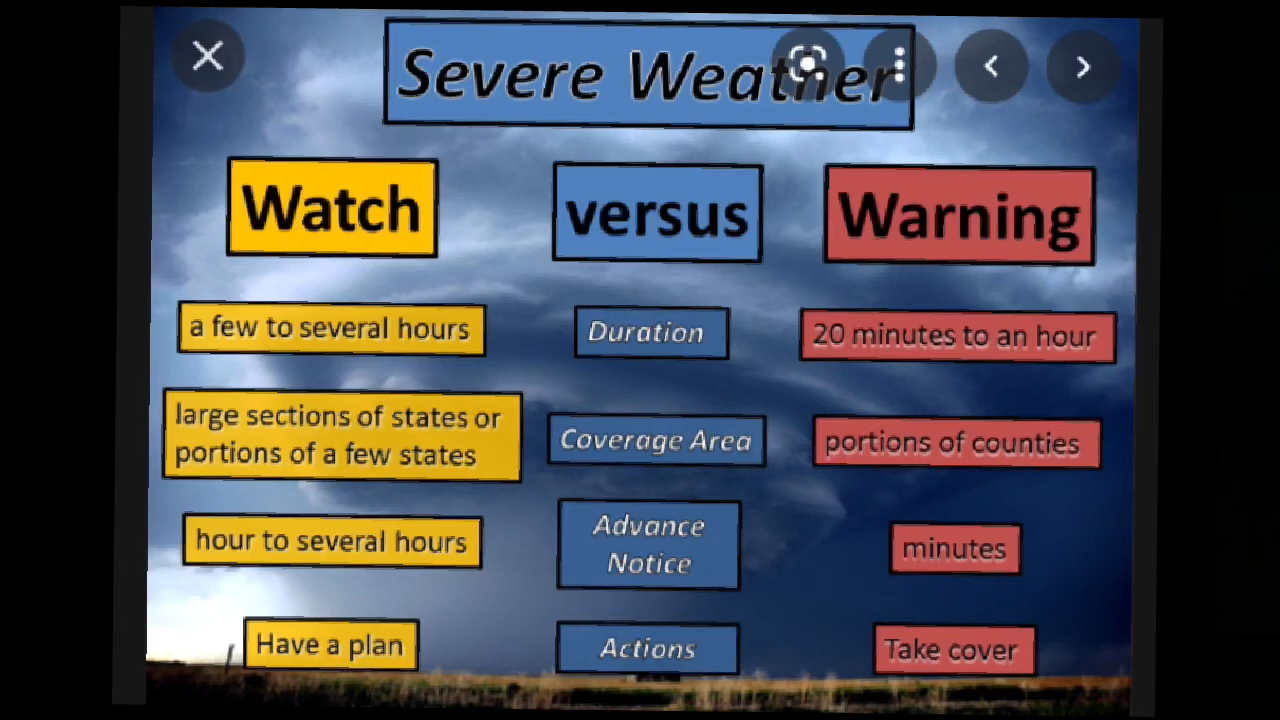 Severe Weather
Watch versus Warning
a few to several hours Duration 20 minutes to an hour
large sections of states or
portions of a few states Coverage Area portions of counties
hour to several hours Advance
Notice minutes
Have a plan Actions Take cover